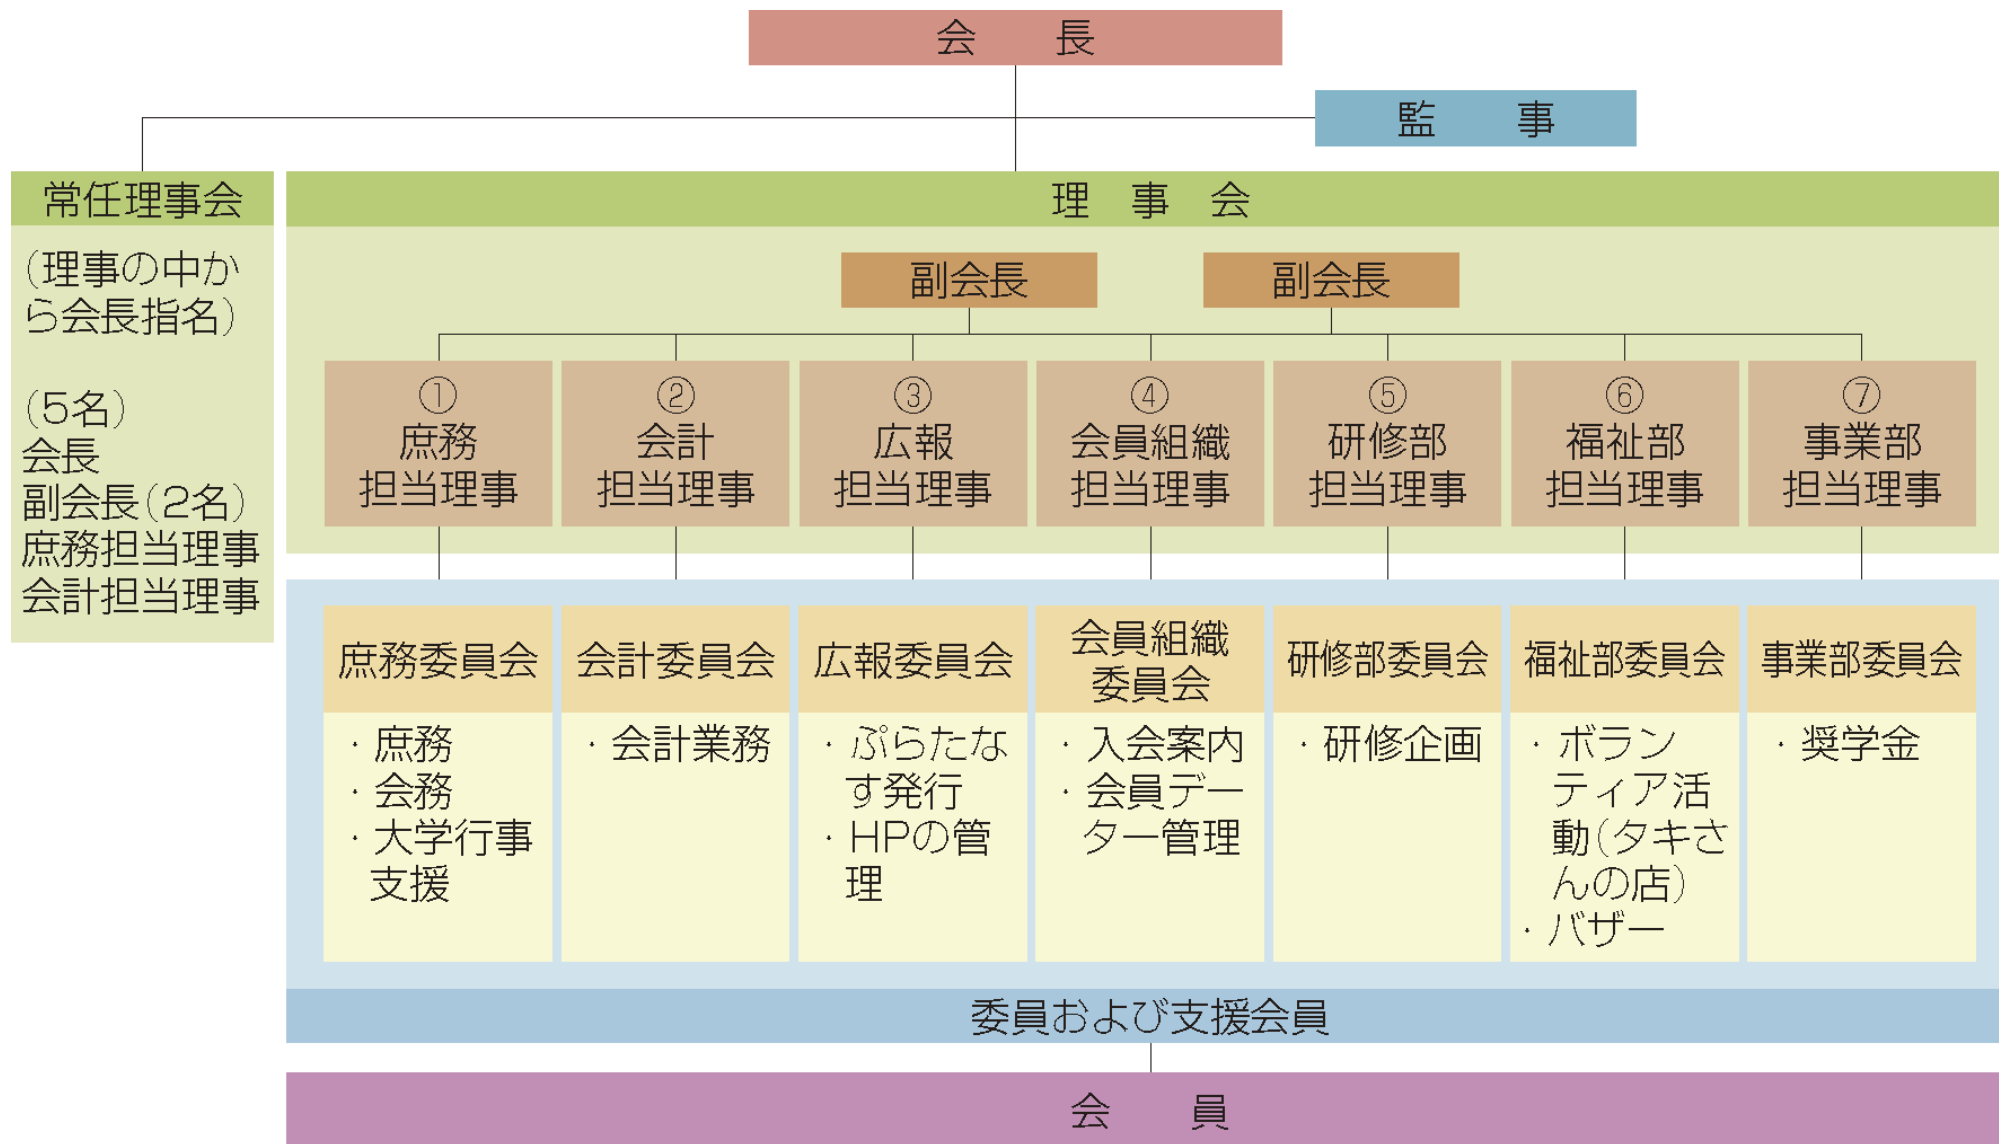 会　長
監　事
常任理事会
(理事の中か
ら会長指名)
(5名)
会長
副会長(2名)
庶務担当理事
会計担当理事
理　事　会
副会長
副会長
①
庶務
担当理事
②
会計
担当理事
③
広報
担当理事
④
会員組織
担当理事
⑤
研修部
担当理事
⑥
福祉部
担当理事
⑦
事業部
担当理事
庶務委員会
・庶務
・会務
・大学行事
支援
会計委員会
・会計業務
広報委員会
・ぷらたな
す発行
・HPの管
理
会員組織
委員会
・入会案内
・会員デー
ター管理
研修部委員会
・研修企画
福祉部委員会
・ボラン
ティア活
動(タキさ
んの店)
・バザー
事業部委員会
・奨学金
委員および支援会員
会　員